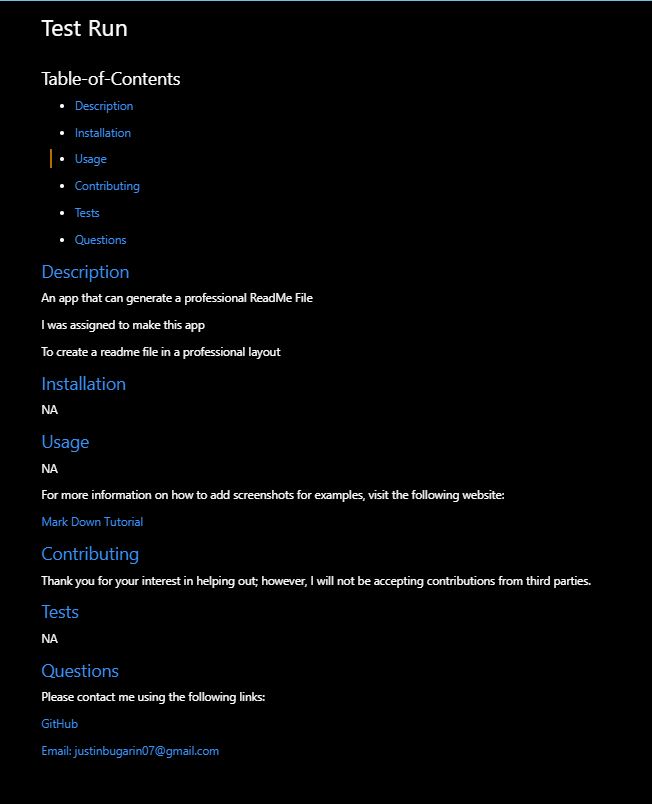 Test Run
Table-of-Contents
Description
Installation
Usage
Contributing
Tests
Questions
Description
An app that can generate a professional ReadMe File
I was assigned to make this app
To create a readme file in a professional layout
Installation
NA
Usage
NA
For more information on how to add screenshots for examples, visit the following website:
Mark Down Tutorial
Contributing
Thank you for your interest in helping out; however, I will not be accepting contributions from third parties.
Tests
NA
Questions
Please contact me using the following links:
GitHub
Email: justinbugarin07@gmail.com